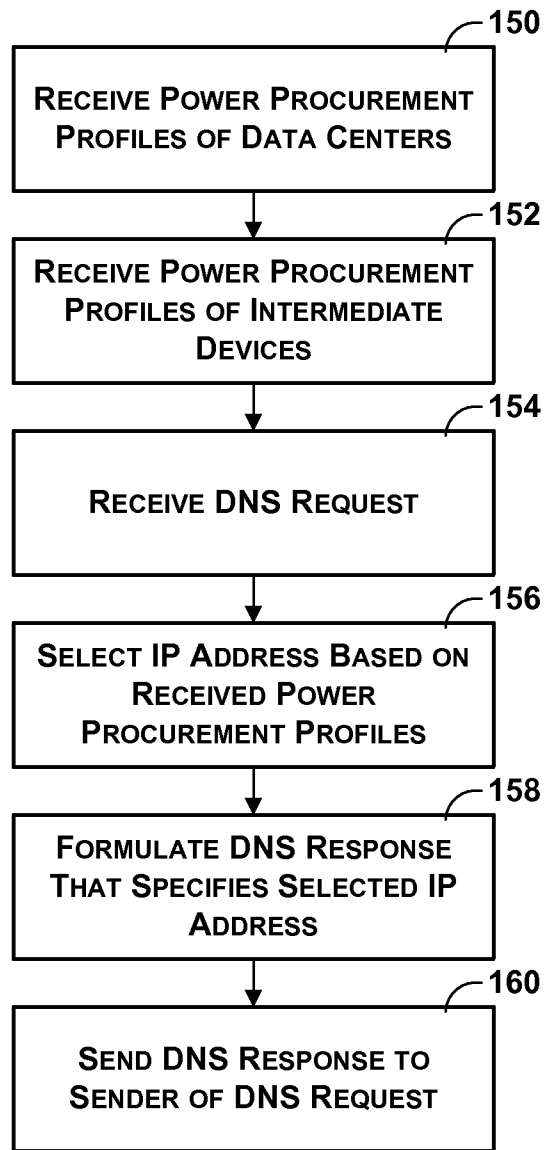 150
RECEIVE POWER PROCUREMENT
PROFILES OF DATA CENTERS
152
RECEIVE POWER PROCUREMENT
PROFILES OF INTERMEDIATE
DEVICES
154
RECEIVE DNS REQUEST
156
SELECT IP ADDRESS BASED ON
RECEIVED POWER
PROCUREMENT PROFILES
158
FORMULATE DNS RESPONSE
THAT SPECIFIES SELECTED IP
ADDRESS
160
SEND DNS RESPONSE TO
SENDER OF DNS REQUEST